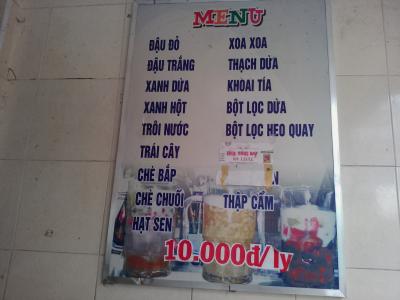 MENU
ĐẬU ĐỎ
ĐẬU TRẮNG
XANH DỪA
XANH HỘT
TRÔI NƯỚC
TRÁI CÂY
CHÈ BẮP
CHÈ CHUỐI
HẠT SEN
XOA XOA
THẠCH DỪA
KHOAI TÍA
BỘT LỌC DỪA
BỘT LỌC HEO QUAY
THẬP CẨM
10.000đ/ly